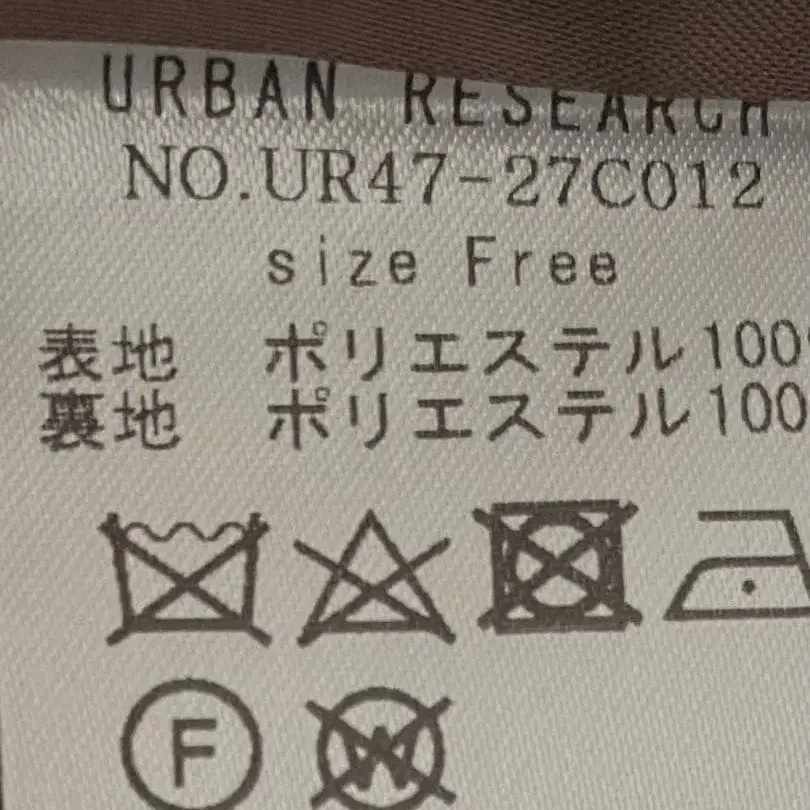 URBAN RESEARCH
NO.UR47-27C012
size Free
表地 ポリエステル100%
裏地 ポリエステル100
F
W